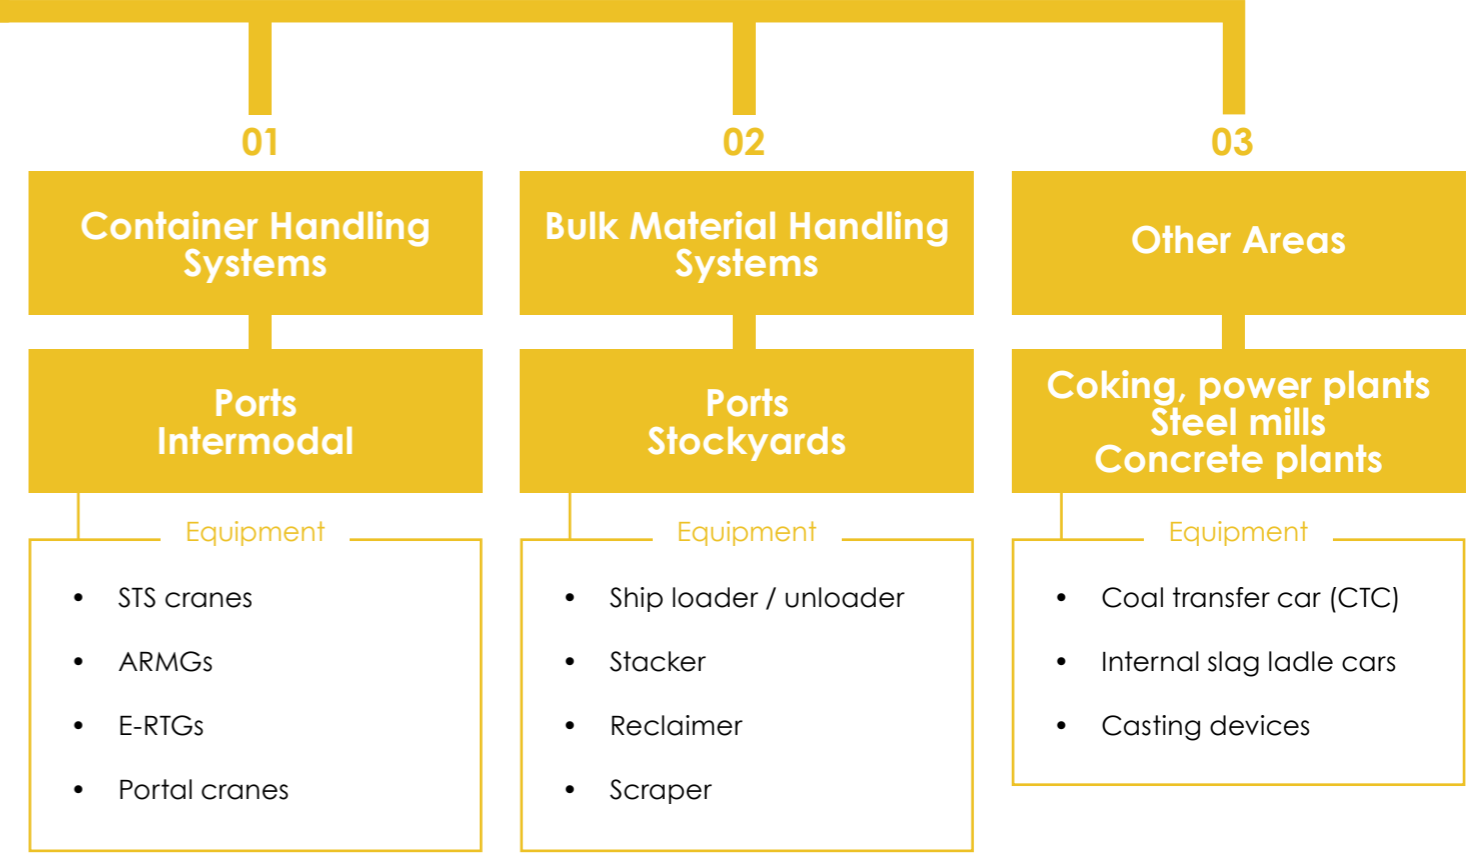 01
Container Handling
Systems
Ports
Intermodal
Equipment
• STS cranes
• ARMGs
• E-RTGs
• Portal cranes
02
Bulk Material Handling
Systems
Ports
Stockyards
Equipment
• Ship loader / unloader
• Stacker
• Reclaimer
• Scraper
03
Other Areas
Coking, power plants
Steel mills
Concrete plants
Equipment
• Coal transfer car (CTC)
• Internal slag ladle cars
• Casting devices